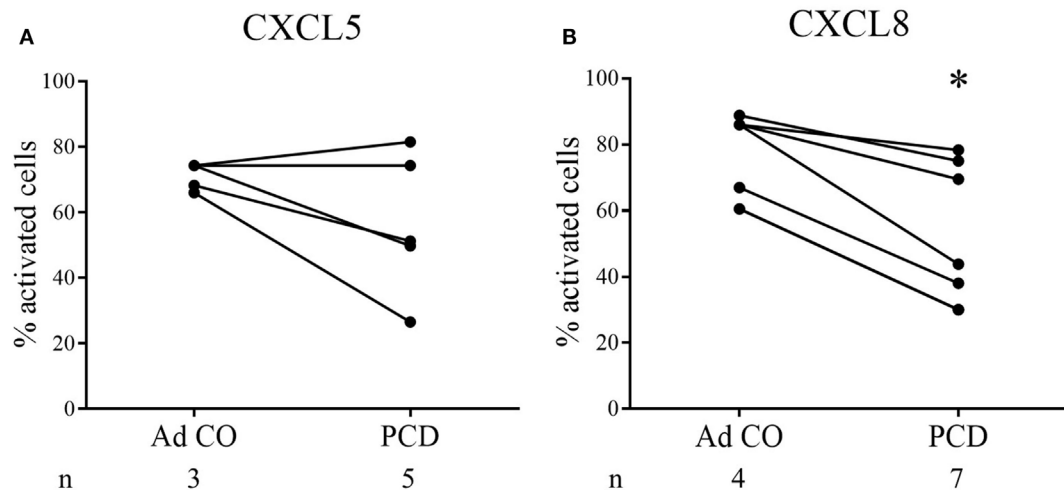 A
CXCL5
% activated cells
100
80
60
40
20
0
Ad CO PCD
n 3 5
B
CXCL8
% activated cells
100
80
60
40
20
0
*
Ad CO PCD
n 4 7